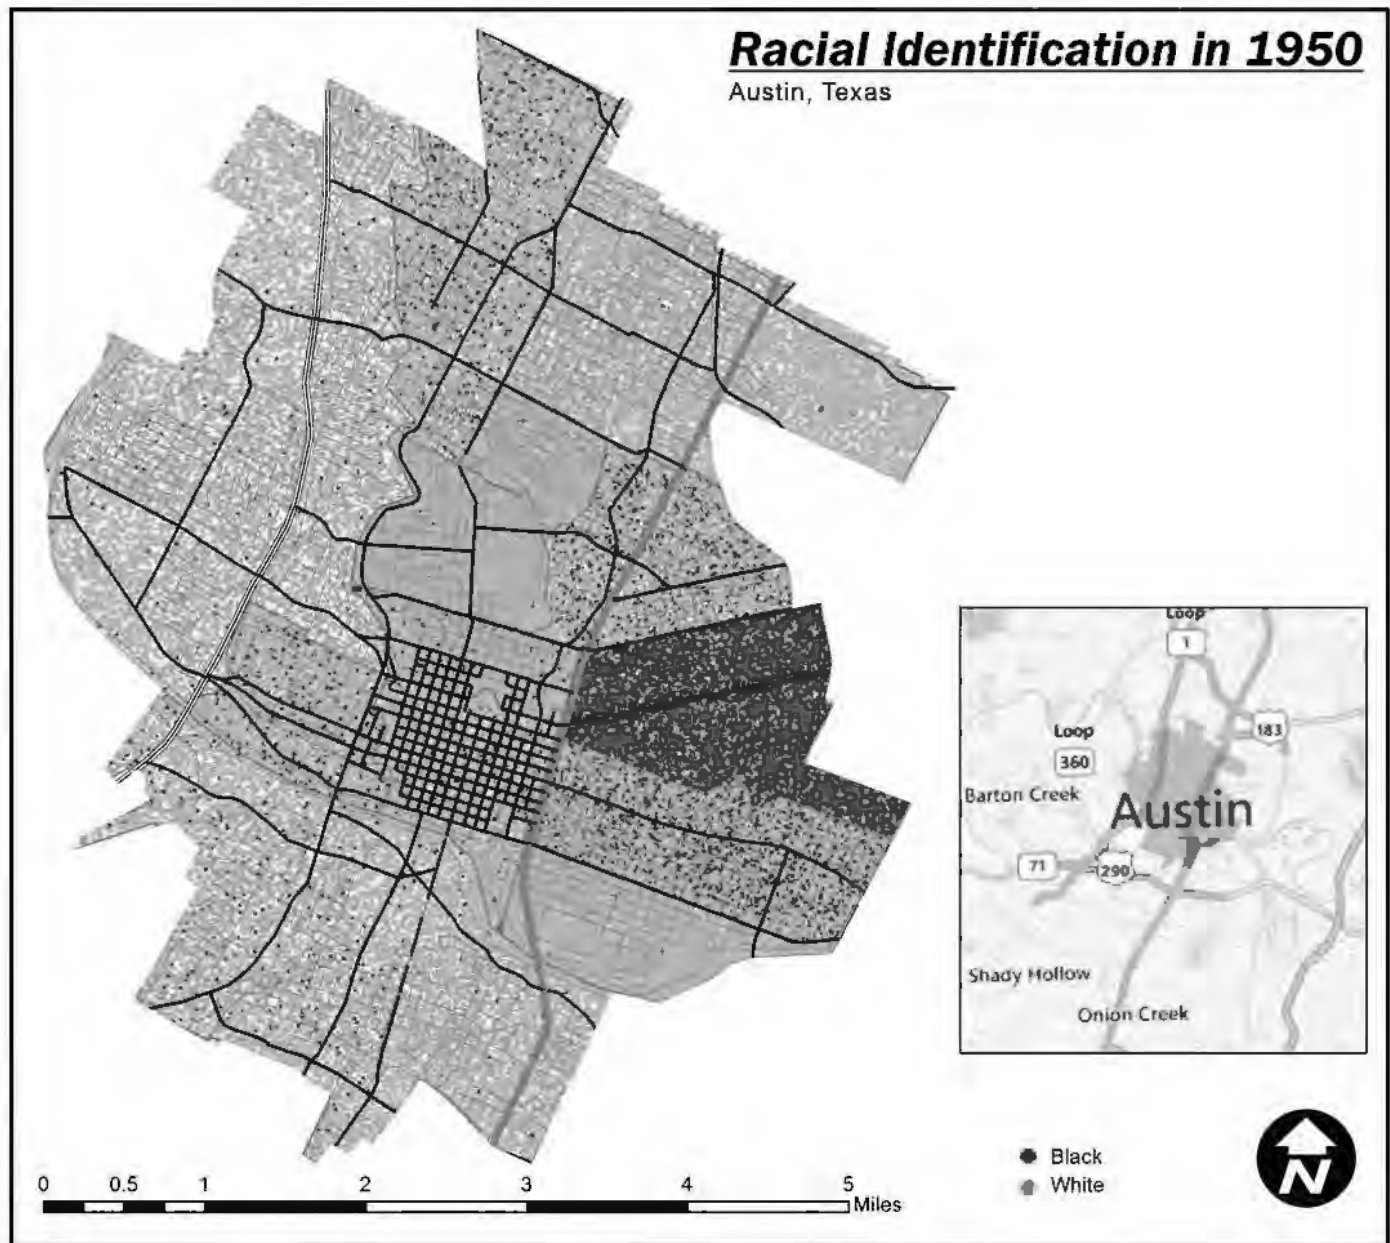 Racial Identification in 1950
Austin, Texas
Loop
1
183
Loop
360
Barton Creek
Austin
71
290
Shady Hollow
Onion Creek
Black
White
N
0 0.5 1 2 3 4 5
Miles